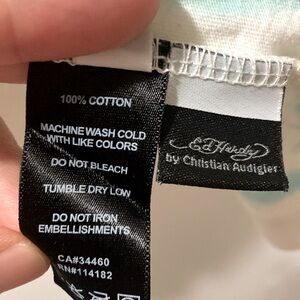 100% COTTON
MACHINE WASH COLD
WITH LIKE COLORS
DO NOT BLEACH
TUMBLE DRY LOW
DO NOT IRON
EMBELLISHMENTS
CA#34460
RN#114182
Ed Hardy
by Christian Audigier